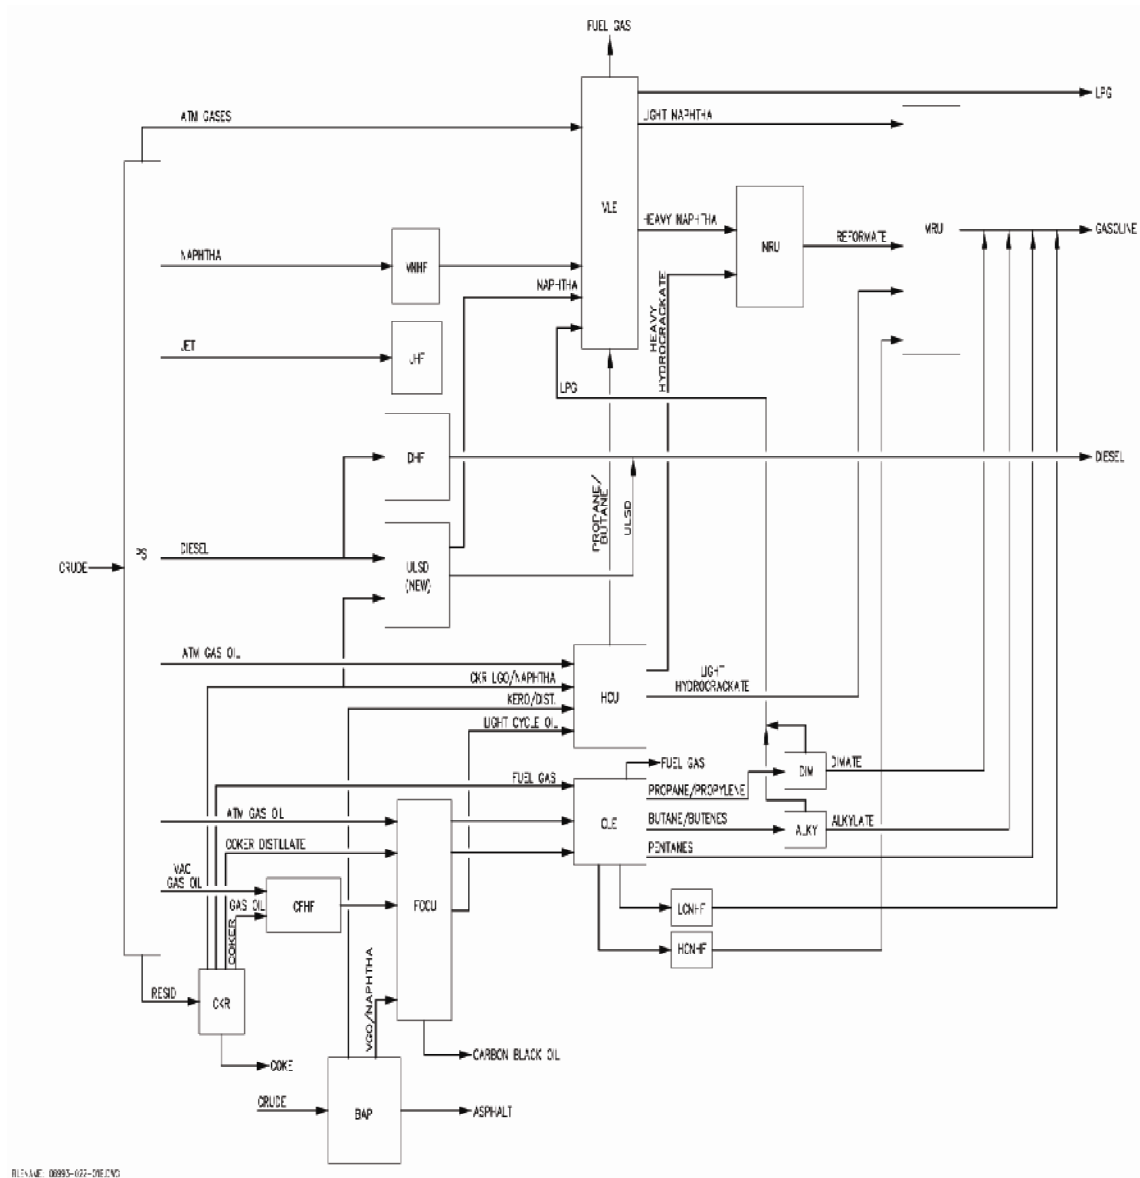 FUEL GAS
ATM GASES
LPG
LIGHT NAPHTHA
VLE
HEAVY NAPHTHA
NRU
REFORMATE
MRU
GASOLINE
NAPHTHA
VNHF
NAPHTHA
HEAVY
HYDROCRACKATE
JET
JHF
LPG
DHF
DIESEL
PROPANE/
BUTANE
ULSD
PS
DIESEL
CRUDE
ULSD
(NEW)
ATM GAS OIL
CKR LGO/NAPHTHA
KERO/DIST.
LIGHT CYCLE OIL
HCU
LIGHT
HYDROCRACKATE
FUEL GAS
FUEL GAS
DIM
DIMATE
PROPANE/PROPYLENE
ATM GAS OIL
CLE
BUTANE/BUTENES
ALKY
ALKYLATE
COKER DISTILLATE
PENTANES
VAC
GAS OIL
GAS OIL
COKER
CFHF
FCCU
LCNHF
HCNHF
RESID
CKR
VGO/NAPHTHA
COKE
CARBON BLACK OIL
CRUDE
BAP
ASPHALT